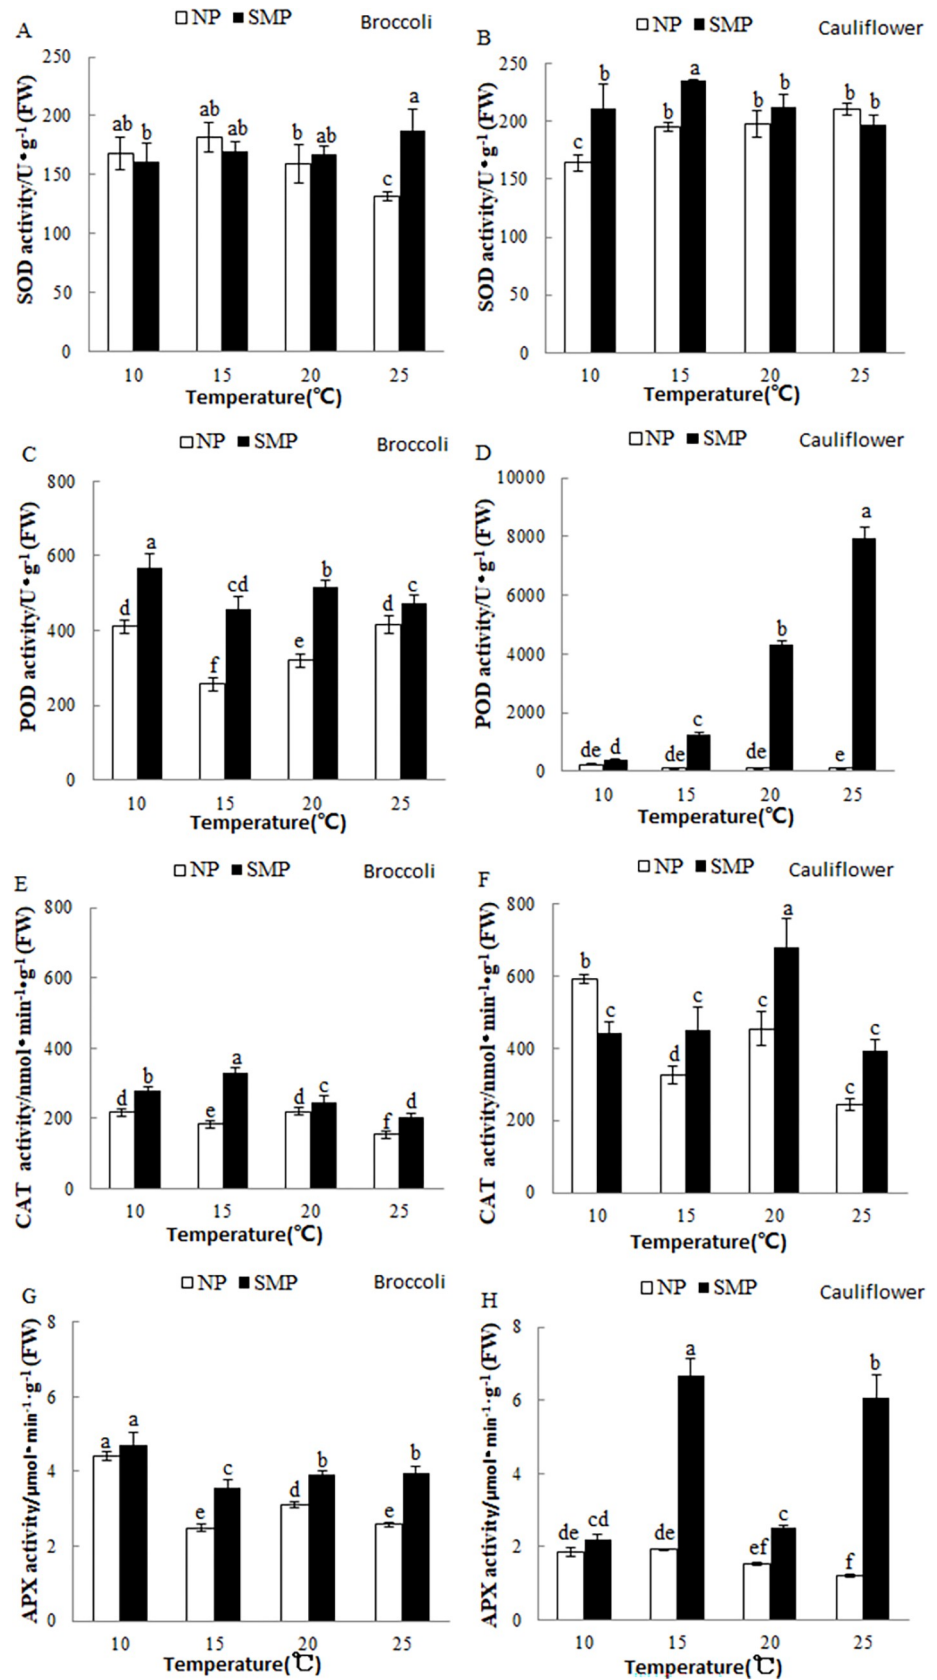 A
NP SMP Broccoli
SOD activity/U•g-1 (FW)
250
200
150
100
50
0
ab b ab ab b ab c a
10 15 20 25
Temperature(℃)
B
NP SMP Cauliflower
SOD activity/U•g-1 (FW)
250
200
150
100
50
0
c b b a b b b b
10 15 20 25
Temperature(℃)
C
NP SMP Broccoli
POD activity/U•g-1 (FW)
800
600
400
200
0
d a f cd e b d c
10 15 20 25
Temperature(℃)
D
NP SMP Cauliflower
POD activity/U•g-1 (FW)
10000
8000
6000
4000
2000
0
de d de c de b e a
10 15 20 25
Temperature(℃)
E
NP SMP Broccoli
CAT activity/nmol•min-1•g-1 (FW)
800
600
400
200
0
d b e a d c f d
10 15 20 25
Temperature(℃)
F
NP SMP Cauliflower
CAT activity/nmol•min-1•g-1 (FW)
800
600
400
200
0
b c d c c a c c
10 15 20 25
Temperature(℃)
G
NP SMP Broccoli
APX activity/μmol•min-1·g-1 (FW)
8
6
4
2
0
a a e c d b e b
10 15 20 25
Temperature(℃)
H
NP SMP Cauliflower
APX activity/μmol•min-1·g-1 (FW)
8
6
4
2
0
de cd de a ef c f b
10 15 20 25
Temperature(℃)